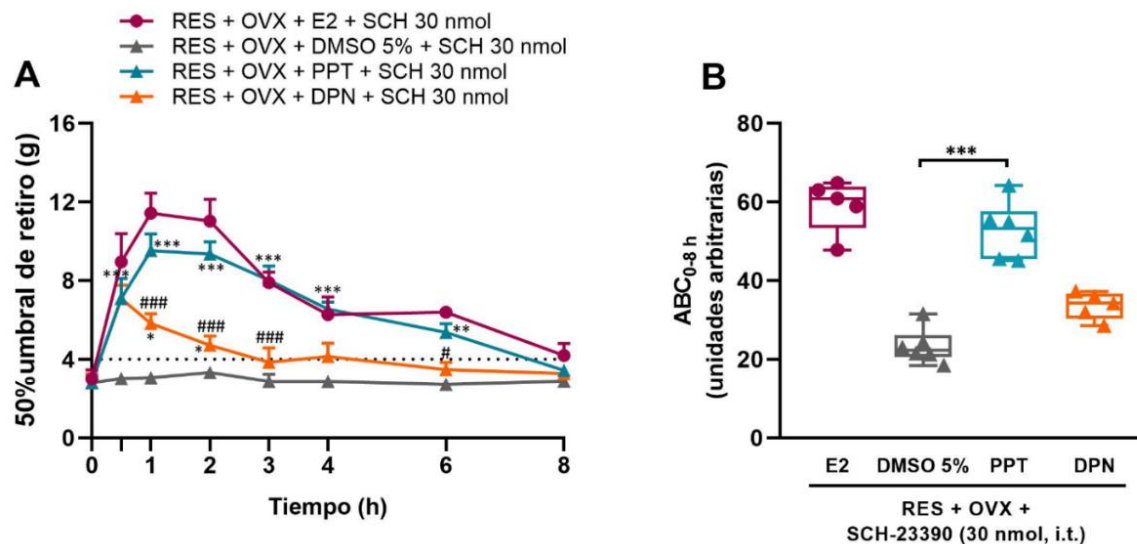 A
RES + OVX + E2 + SCH 30 nmol
RES + OVX + DMSO 5% + SCH 30 nmol
RES + OVX + PPT + SCH 30 nmol
RES + OVX + DPN + SCH 30 nmol
50%umbral de retiro (g)
16
12
8
4
0
***
***
***
***
***
**
###
###
###
#
*
*
0 1 2 3 4 6 8
Tiempo (h)
B
ABC0-8 h
(unidades arbitrarias)
80
60
40
20
0
***
E2 DMSO 5% PPT DPN
RES + OVX +
SCH-23390 (30 nmol, i.t.)